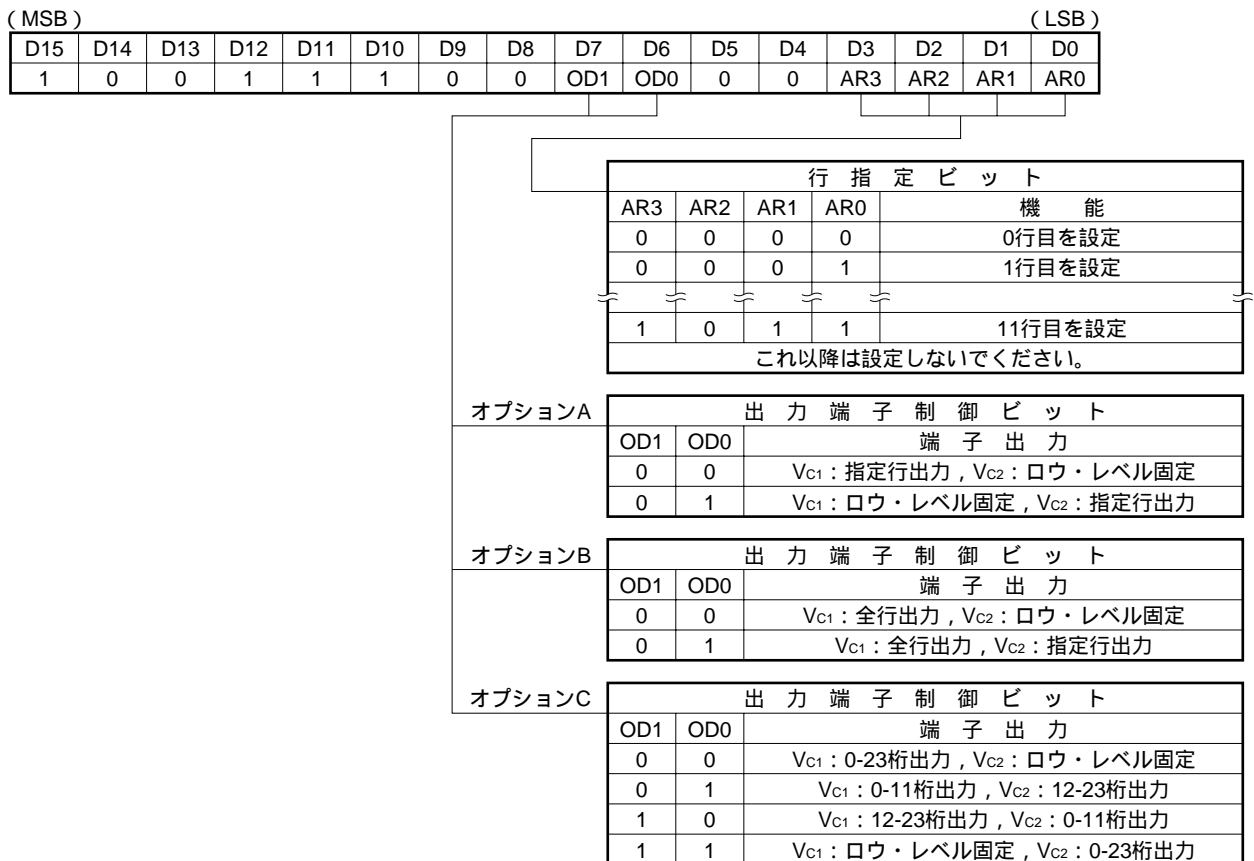 （MSB） （LSB）
D15 D14 D13 D12 D11 D10 D9 D8 D7 D6 D5 D4 D3 D2 D1 D0
1 0 0 1 1 1 0 0 OD1 OD0 0 0 AR3 AR2 AR1 AR0
行 指 定 ビ ッ ト
AR3 AR2 AR1 AR0 機 能
0 0 0 0 0行目を設定
0 0 0 1 1行目を設定
1 0 1 1 11行目を設定
これ以降は設定しないでください。
オプションA 出 力 端 子 制 御 ビ ッ ト
OD1 OD0 端 子 出 力
0 0 VC1：指定行出力，VC2：ロウ・レベル固定
0 1 VC1：ロウ・レベル固定，VC2：指定行出力
オプションB 出 力 端 子 制 御 ビ ッ ト
OD1 OD0 端 子 出 力
0 0 VC1：全行出力，VC2：ロウ・レベル固定
0 1 VC1：全行出力，VC2：指定行出力
オプションC 出 力 端 子 制 御 ビ ッ ト
OD1 OD0 端 子 出 力
0 0 VC1：0-23桁出力，VC2：ロウ・レベル固定
0 1 VC1：0-11桁出力，VC2：12-23桁出力
1 0 VC1：12-23桁出力，VC2：0-11桁出力
1 1 VC1：ロウ・レベル固定，VC2：0-23桁出力